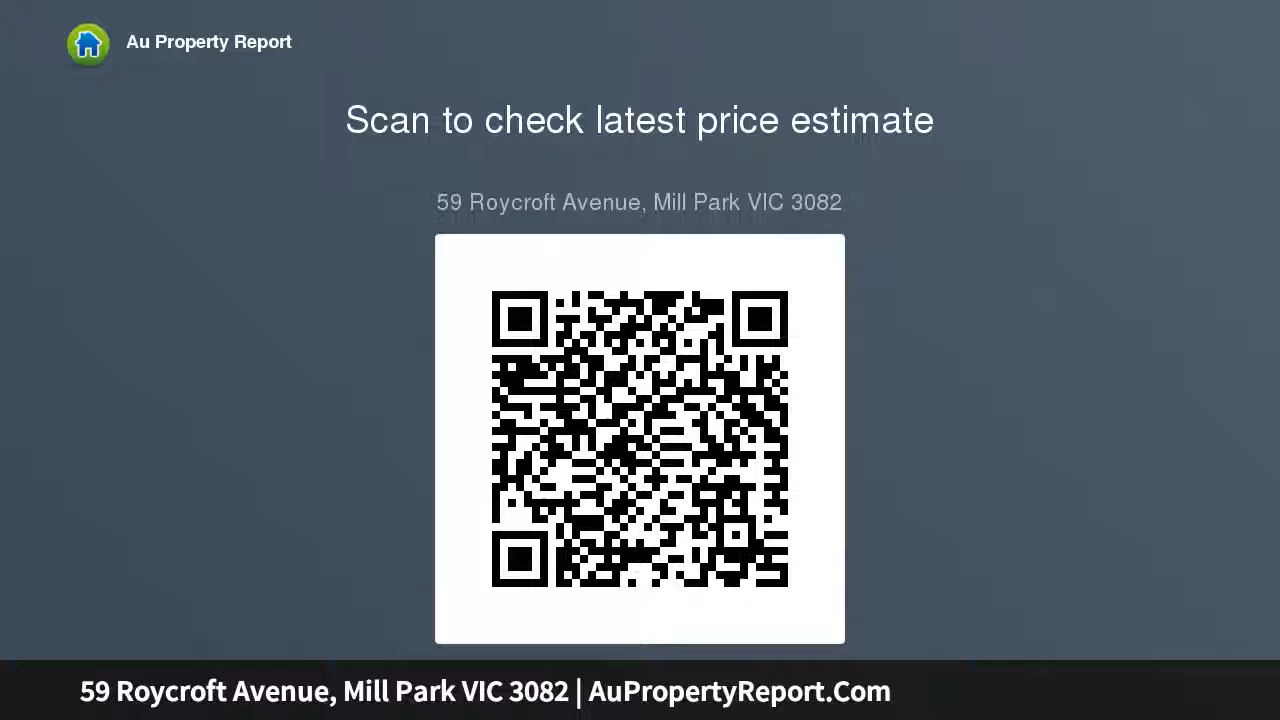 Au Property Report
Scan to check latest price estimate
59 Roycroft Avenue, Mill Park VIC 3082
59 Roycroft Avenue, Mill Park VIC 3082 | AuPropertyReport.Com